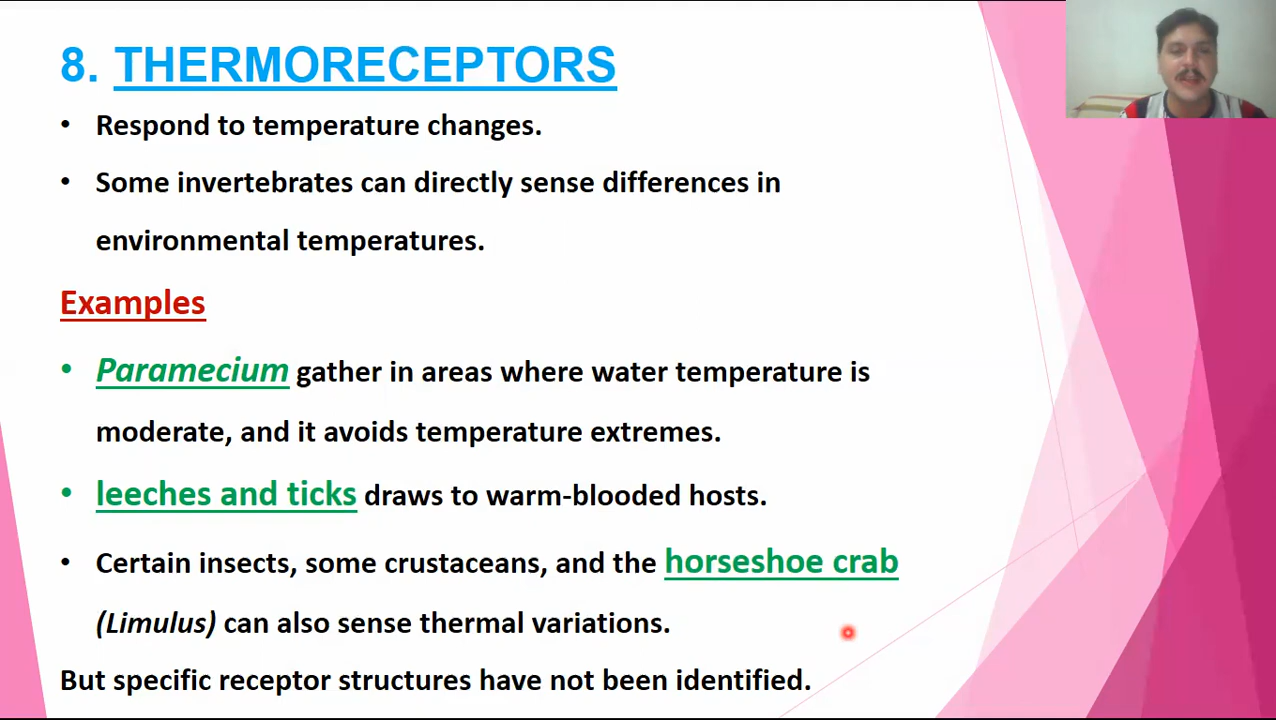 8. THERMORECEPTORS
• Respond to temperature changes.
• Some invertebrates can directly sense differences in
environmental temperatures.
Examples
• Paramecium gather in areas where water temperature is
moderate, and it avoids temperature extremes.
• leeches and ticks draws to warm-blooded hosts.
• Certain insects, some crustaceans, and the horseshoe crab
(Limulus) can also sense thermal variations.
But specific receptor structures have not been identified.